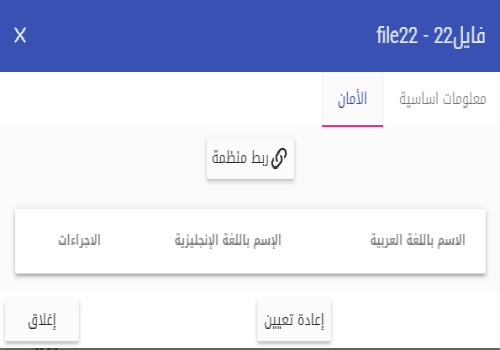 فايل22 - file22
X
معلومات اساسية
الأمان
ربط منظمة
الاسم باللغة العربية
الإسم باللغة الإنجليزية
الاجراءات
إعادة تعيين
إغلاق